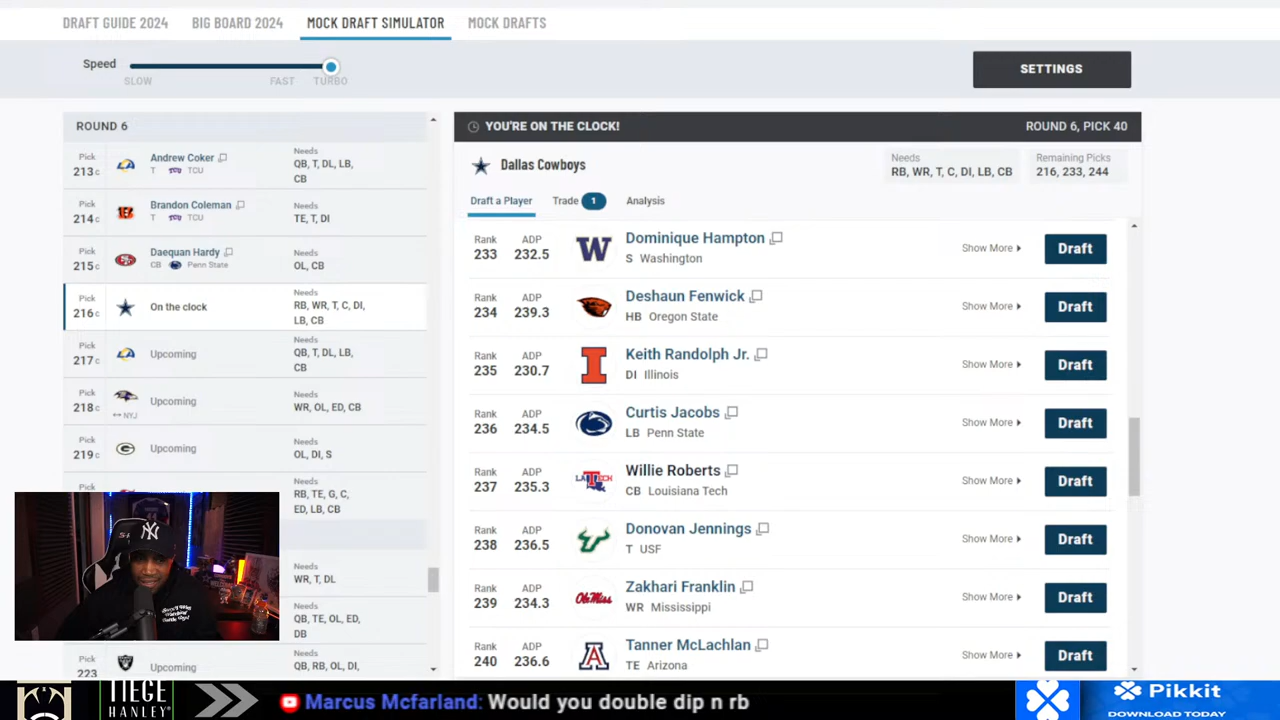 DRAFT GUIDE 2024
BIG BOARD 2024
MOCK DRAFT SIMULATOR
MOCK DRAFTS
Speed
SLOW
FAST
TURBO
SETTINGS
ROUND 6
Pick
213 c
Andrew Coker
T TCU TCU
Needs
QB, T, DL, LB,
CB
Pick
214 c
Brandon Coleman
T TCU TCU
Needs
TE, T, DI
Pick
215 c
Daequan Hardy
CB Penn State
Needs
OL, CB
Pick
216 c
On the clock
Needs
RB, WR, T, C, DI,
LB, CB
Pick
217 c
Upcoming
Needs
QB, T, DL, LB,
CB
Pick
218 c
↔ NYJ
Upcoming
Needs
WR, OL, ED, CB
Pick
219 c
Upcoming
Needs
OL, DI, S
Needs
RB, TE, G, C,
ED, LB, CB
Needs
WR, T, DL
Needs
QB, TE, OL, ED,
DB
Pick
223
Upcoming
Needs
QB, RB, OL, DI,
YOU'RE ON THE CLOCK!
ROUND 6, PICK 40
Dallas Cowboys
Needs
RB, WR, T, C, DI, LB, CB
Remaining Picks
216, 233, 244
Draft a Player
Trade 1
Analysis
Rank
233
ADP
232.5
W
Dominique Hampton
S Washington
Show More
Draft
Rank
234
ADP
239.3
Deshaun Fenwick
HB Oregon State
Show More
Draft
Rank
235
ADP
230.7
I
Keith Randolph Jr.
DI Illinois
Show More
Draft
Rank
236
ADP
234.5
Curtis Jacobs
LB Penn State
Show More
Draft
Rank
237
ADP
235.3
LA TECH
Willie Roberts
CB Louisiana Tech
Show More
Draft
Rank
238
ADP
236.5
Donovan Jennings
T USF
Show More
Draft
Rank
239
ADP
234.3
Ole Miss
Zakhari Franklin
WR Mississippi
Show More
Draft
Rank
240
ADP
236.6
A
Tanner McLachlan
TE Arizona
Show More
Draft
TIEGE
HANLEY
Marcus Mcfarland: Would you double dip n rb
Pikkit
DOWNLOAD TODAY